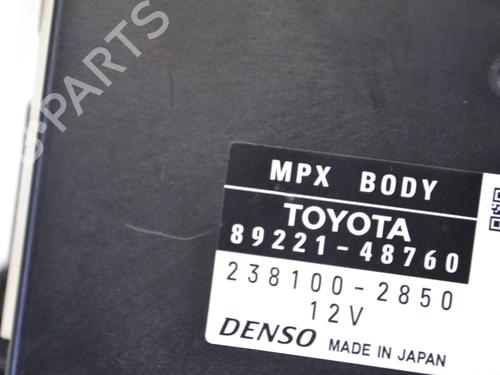 B-PARTS
MPX BODY
TOYOTA
89221-48760
238100-2850
12V
DENSO MADE IN JAPAN